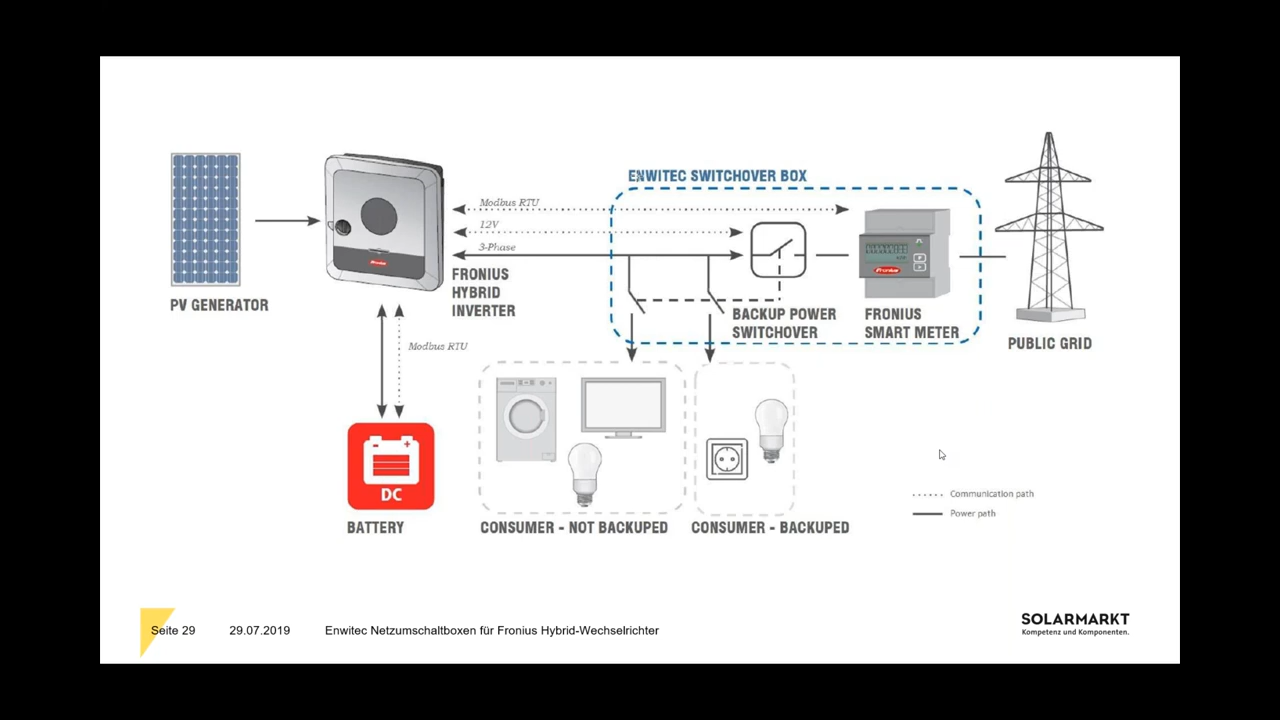 ENWITEC SWITCHOVER BOX
Modbus RTU
12V
3-Phase
FRONIUS
HYBRID
INVERTER
PV GENERATOR
Fronius
Fronius
BACKUP POWER
SWITCHOVER
FRONIUS
SMART METER
PUBLIC GRID
Modbus RTU
DC
BATTERY
CONSUMER - NOT BACKUPED
CONSUMER - BACKUPED
Communication path
Power path
Seite 29
29.07.2019
Enwitec Netzumschaltboxen für Fronius Hybrid-Wechselrichter
SOLARMARKT
Kompetenz und Komponenten.